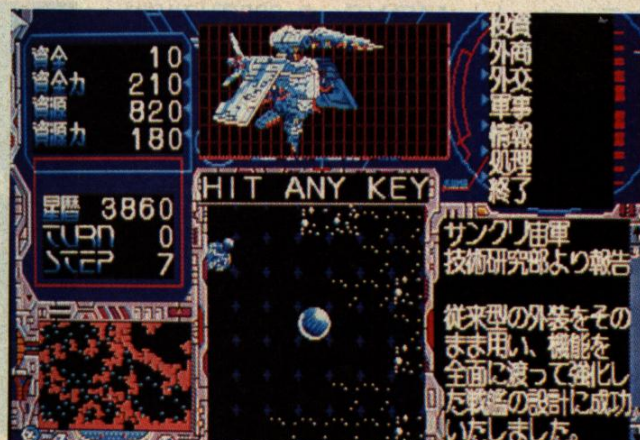 資金 10
資金力 210
資源 820
資源力 180
星暦 3860
TURN 0
STEP 7
HIT ANY KEY
投資
外商
外交
軍事
情報
処理
終了
サンクリ宙軍
技術研究部より報告
従来型の外装をその
まま用い、機能を
全面に渡って強化し
た戦艦の設計に成功
いたしました。